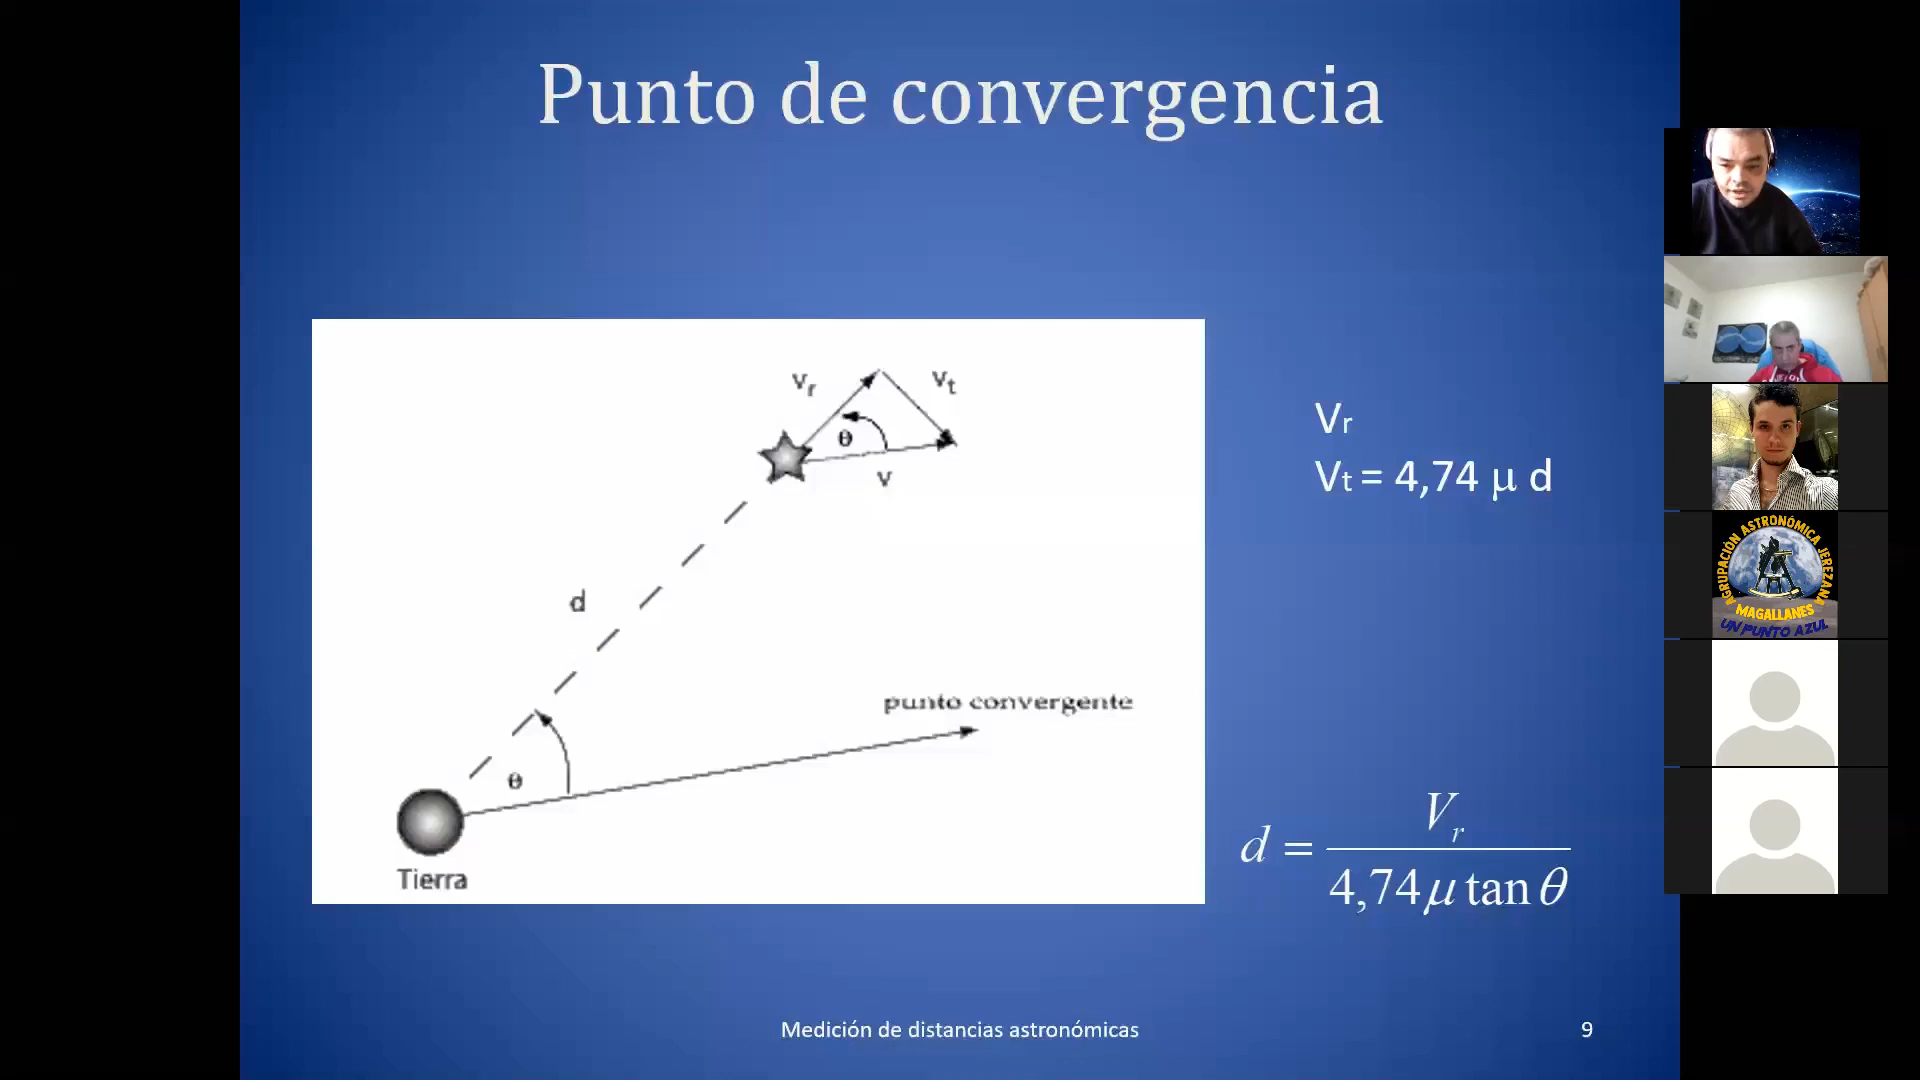 Punto de convergencia
vr
vt
θ
v
d
punto convergente
θ
Tierra
Vr
Vt = 4,74 μ d
d = Vr / 4,74 μ tan θ
Medición de distancias astronómicas
9
AGRUPACIÓN ASTRONÓMICA JEREZANA
MAGALLANES
UN PUNTO AZUL